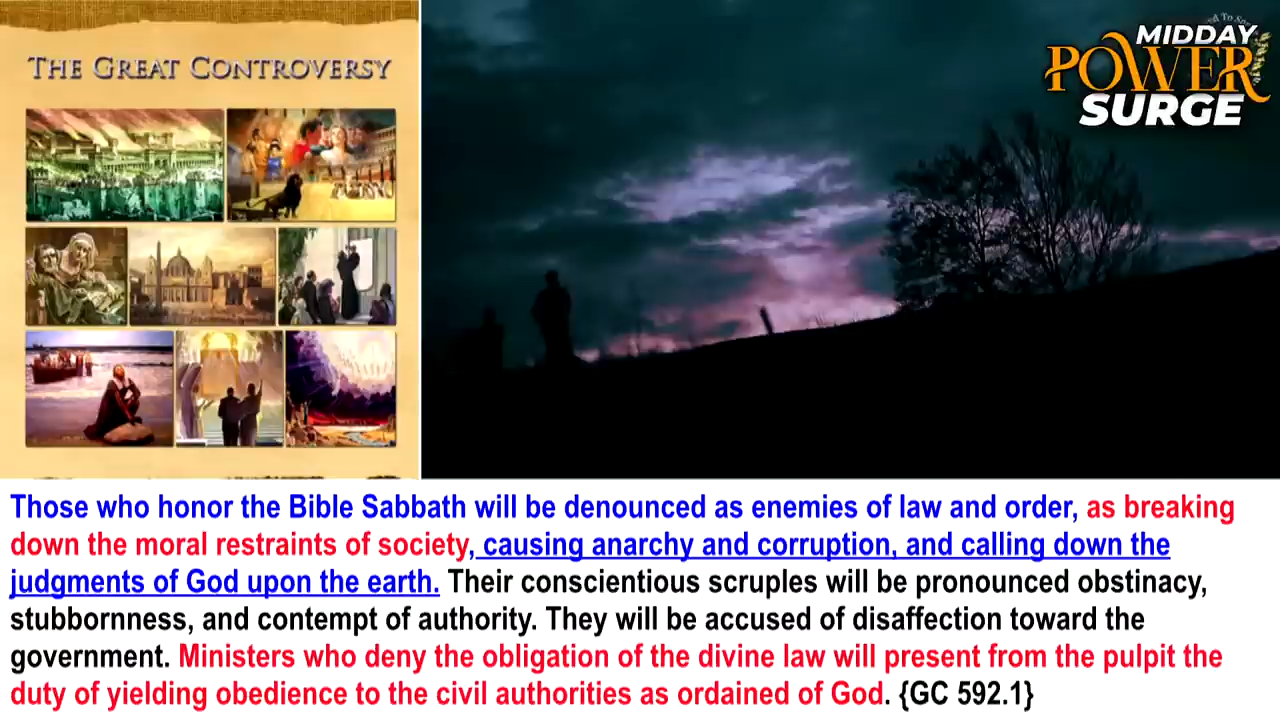 THE GREAT CONTROVERSY
MIDDAY
POWER
SURGE
Those who honor the Bible Sabbath will be denounced as enemies of law and order, as breaking
down the moral restraints of society, causing anarchy and corruption, and calling down the
judgments of God upon the earth. Their conscientious scruples will be pronounced obstinacy,
stubbornness, and contempt of authority. They will be accused of disaffection toward the
government. Ministers who deny the obligation of the divine law will present from the pulpit the
duty of yielding obedience to the civil authorities as ordained of God. {GC 592.1}